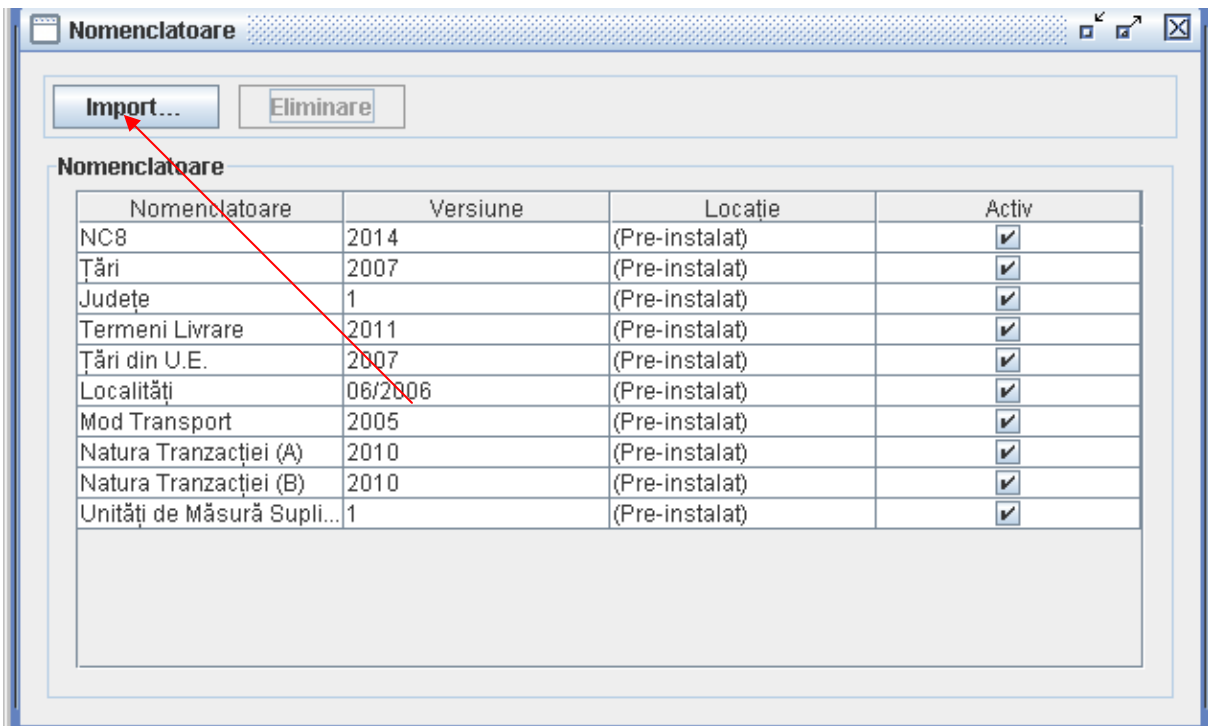 Nomenclatoare
Import... Eliminare
Nomenclatoare
Nomenclatoare Versiune Locație Activ
NC8 2014 (Pre-instalat)
Țări 2007 (Pre-instalat)
Județe 1 (Pre-instalat)
Termeni Livrare 2011 (Pre-instalat)
Țări din U.E. 2007 (Pre-instalat)
Localități 06/2006 (Pre-instalat)
Mod Transport 2005 (Pre-instalat)
Natura Tranzacției (A) 2010 (Pre-instalat)
Natura Tranzacției (B) 2010 (Pre-instalat)
Unități de Măsură Supli... 1 (Pre-instalat)